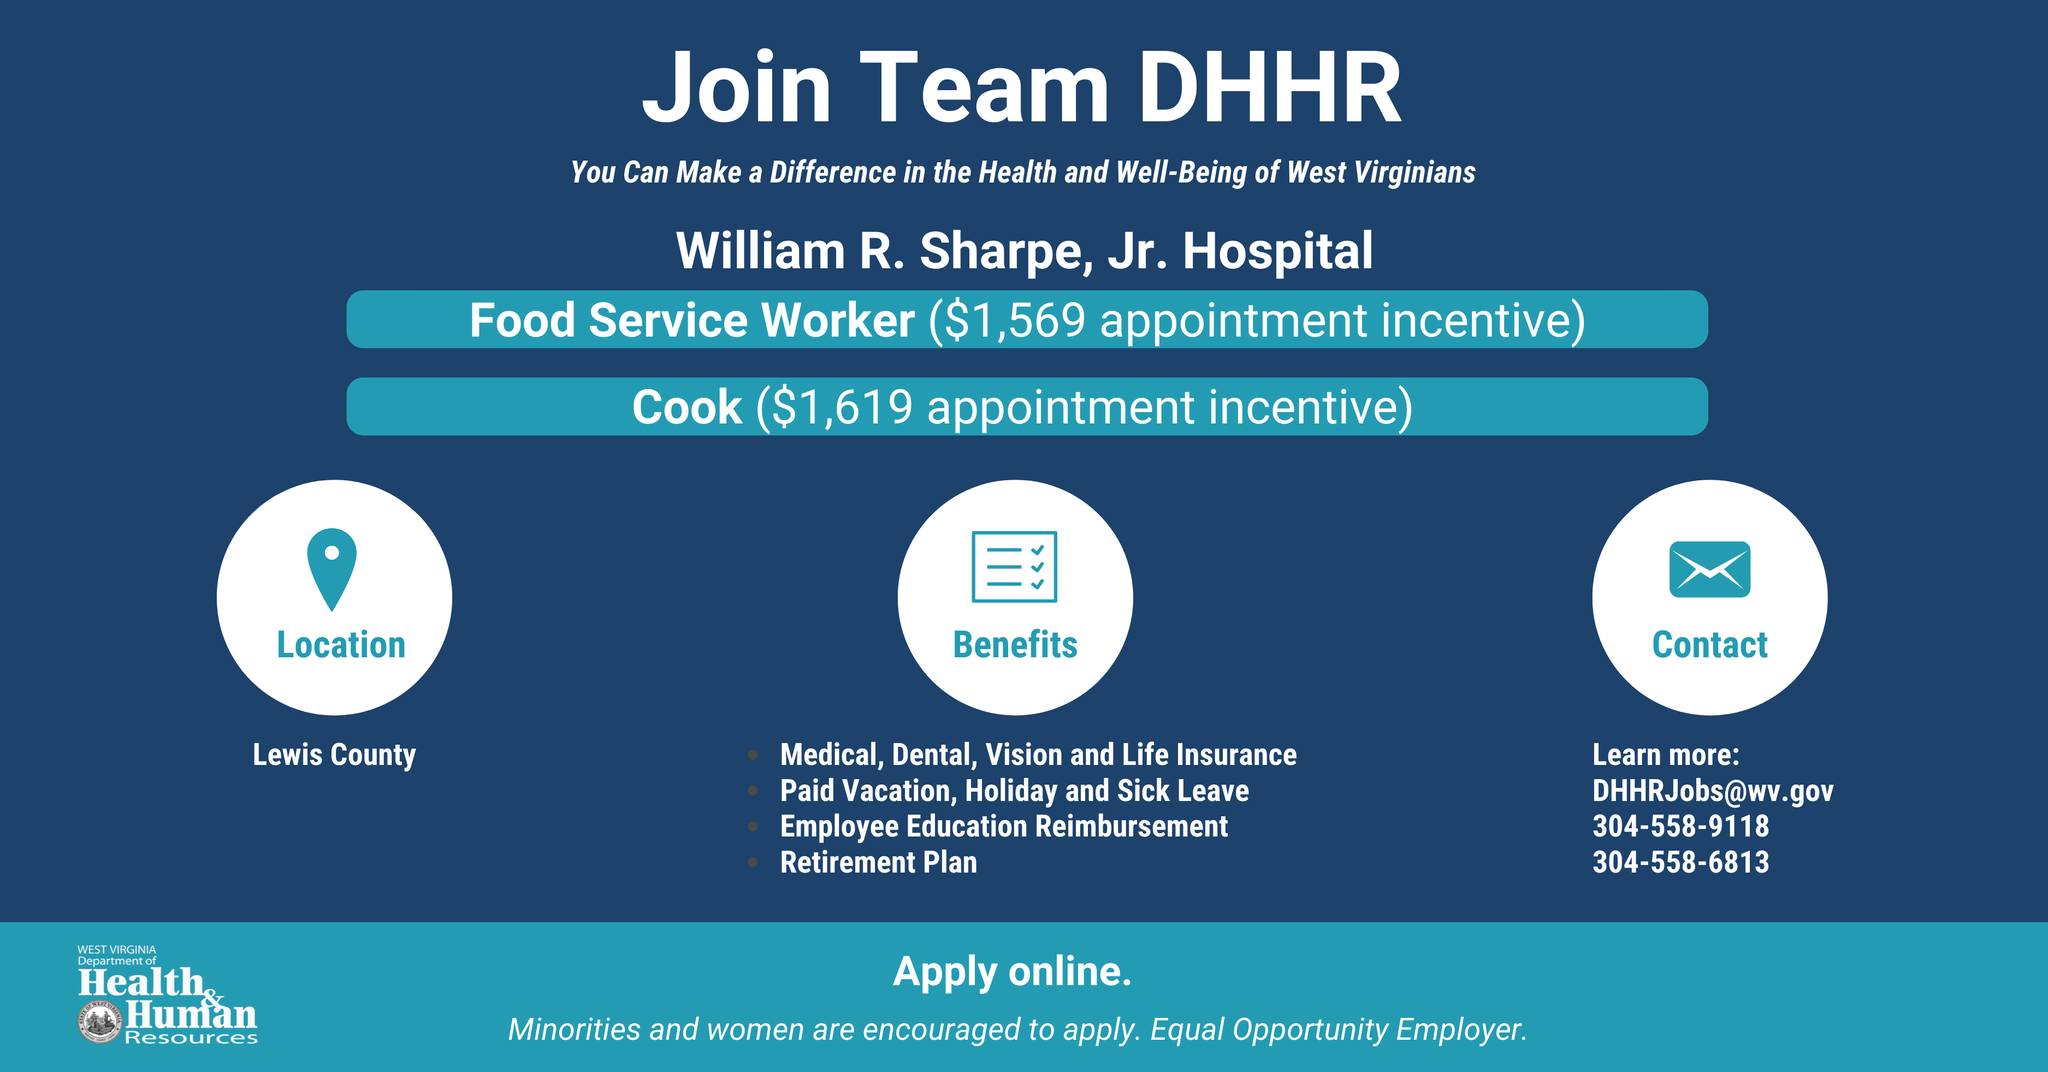 Join Team DHHR
You Can Make a Difference in the Health and Well-Being of West Virginians
William R. Sharpe, Jr. Hospital
Food Service Worker ($1,569 appointment incentive)
Cook ($1,619 appointment incentive)
Location
Lewis County
Benefits
• Medical, Dental, Vision and Life Insurance
• Paid Vacation, Holiday and Sick Leave
• Employee Education Reimbursement
• Retirement Plan
Contact
Learn more:
DHHRJobs@wv.gov
304-558-9118
304-558-6813
WEST VIRGINIA
Department of
Health
&
Human
Resources
Apply online.
Minorities and women are encouraged to apply. Equal Opportunity Employer.